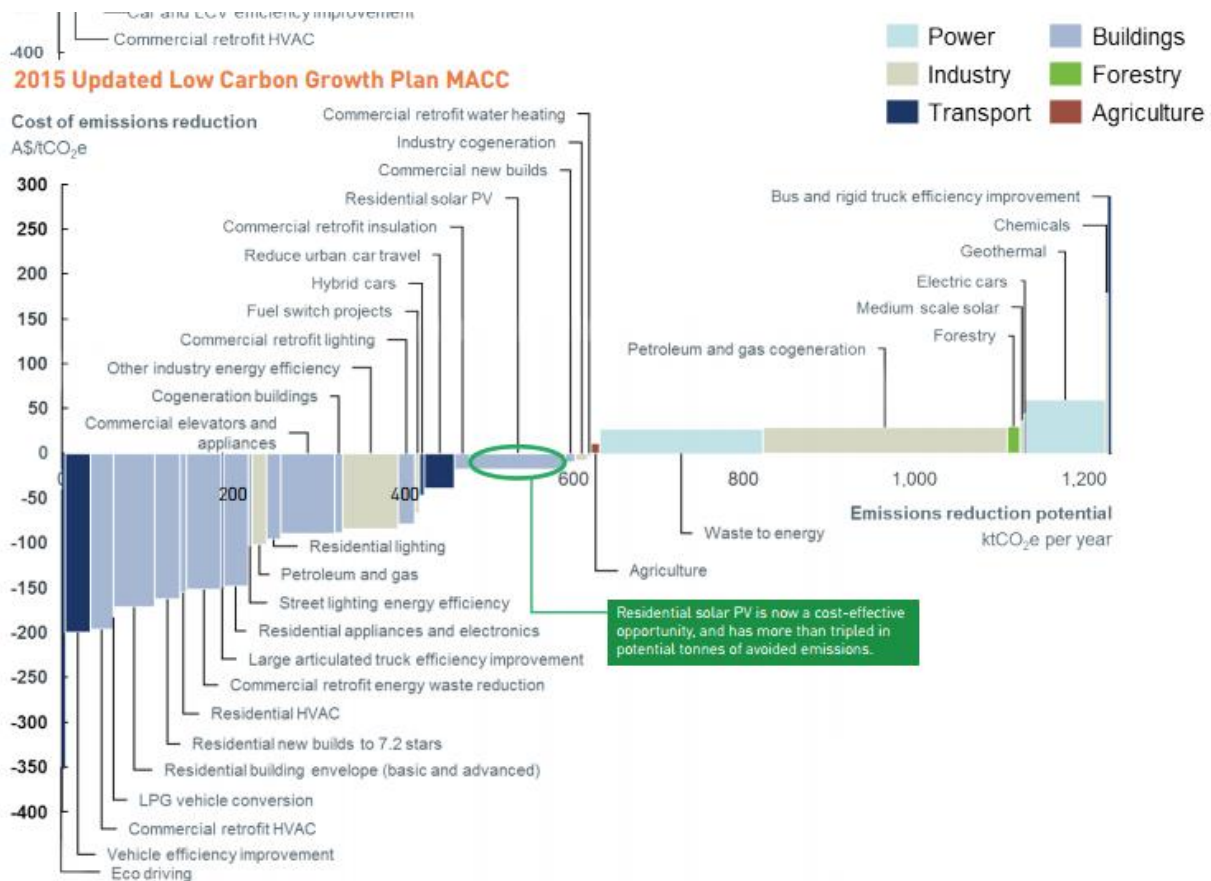 Car and LCV efficiency improvement
-400
Commercial retrofit HVAC
Power
Buildings
Industry
Forestry
Transport
Agriculture
2015 Updated Low Carbon Growth Plan MACC
Cost of emissions reduction
A$/tCO₂e
Commercial retrofit water heating
Industry cogeneration
Commercial new builds
Residential solar PV
Commercial retrofit insulation
Reduce urban car travel
Hybrid cars
Fuel switch projects
Commercial retrofit lighting
Other industry energy efficiency
Cogeneration buildings
Commercial elevators and
appliances
Bus and rigid truck efficiency improvement
Chemicals
Geothermal
Electric cars
Medium scale solar
Forestry
Petroleum and gas cogeneration
300
250
200
150
100
50
0
-50
-100
-150
-200
-250
-300
-350
-400
0
200
400
600
800
1,000
1,200
Emissions reduction potential
ktCO₂e per year
Waste to energy
Agriculture
Residential lighting
Petroleum and gas
Street lighting energy efficiency
Residential appliances and electronics
Large articulated truck efficiency improvement
Commercial retrofit energy waste reduction
Residential HVAC
Residential new builds to 7.2 stars
Residential building envelope (basic and advanced)
LPG vehicle conversion
Commercial retrofit HVAC
Vehicle efficiency improvement
Eco driving
Residential solar PV is now a cost-effective
opportunity, and has more than tripled in
potential tonnes of avoided emissions.